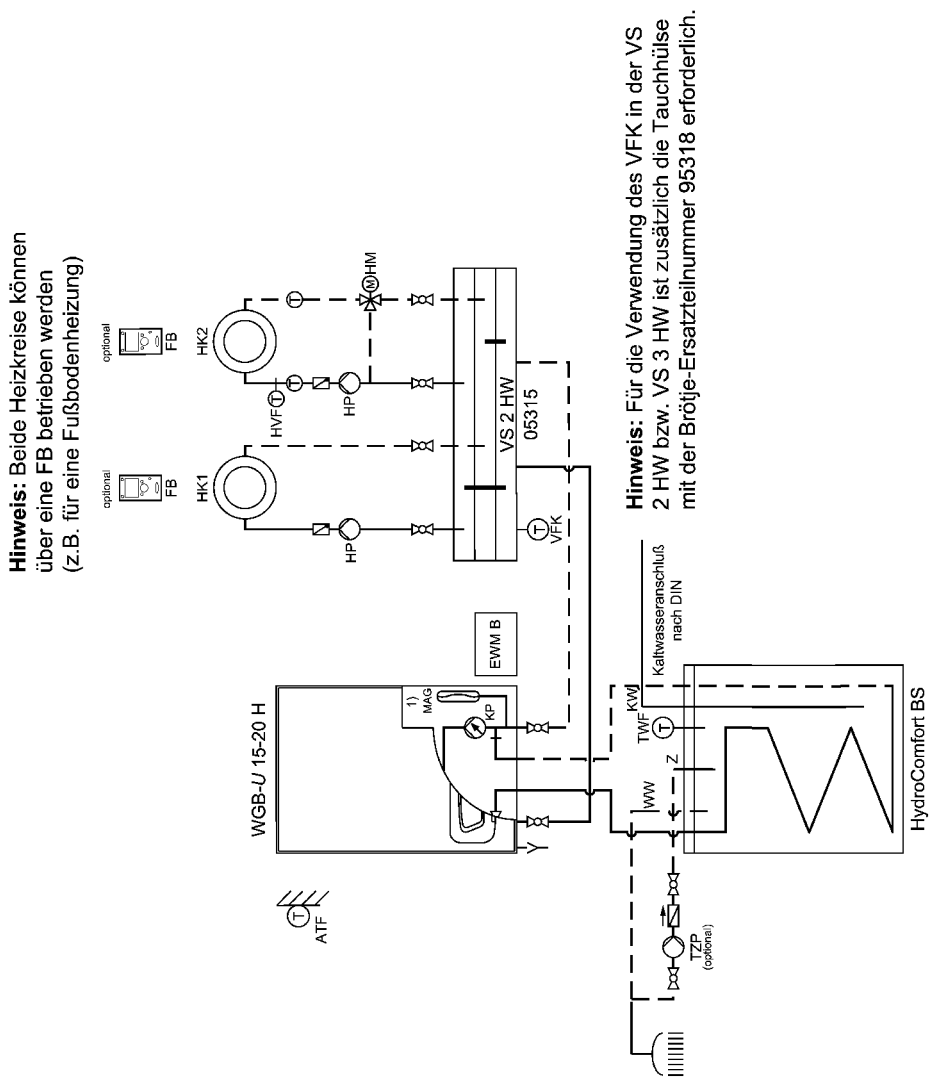 Hinweis: Beide Heizkreise können
über eine FB betrieben werden
(z.B. für eine Fußbodenheizung)
optional
FB
HK1
optional
FB
HK2
HVF
T
T
T
M
HM
HP
HP
VS 2 HW
05315
T
VFK
Hinweis: Für die Verwendung des VFK in der VS
2 HW bzw. VS 3 HW ist zusätzlich die Tauchhülse
mit der Brötje-Ersatzteilnummer 95318 erforderlich.
WGB-U 15-20 H
1)
MAG
KP
EWM B
T
ATF
Kaltwasseranschluß
nach DIN
WW
Z
TWF
T
KW
TZP
(optional)
HydroComfort BS